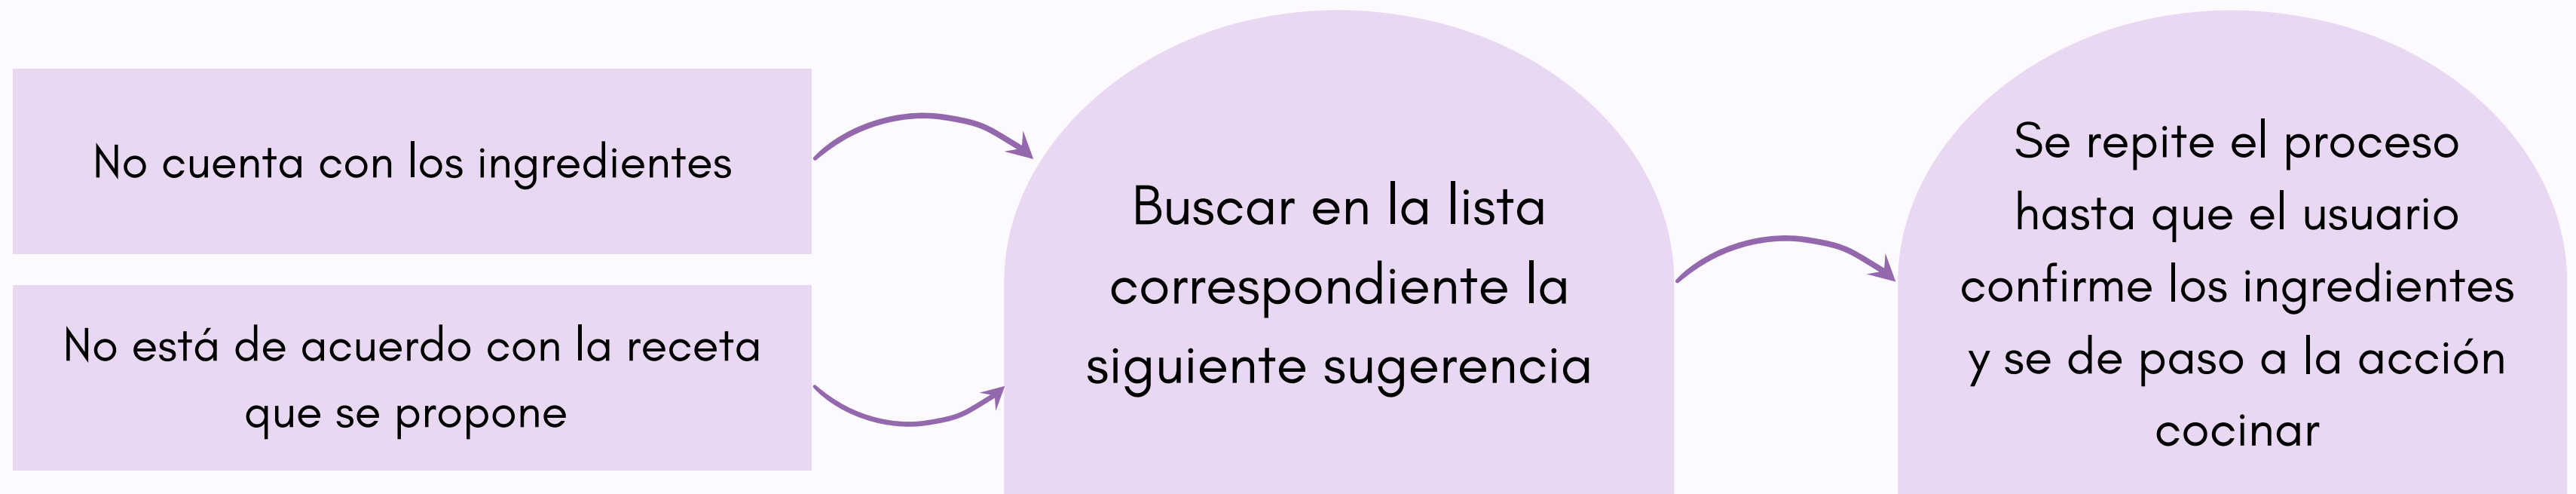 No cuenta con los ingredientes
No está de acuerdo con la receta
que se propone
Buscar en la lista
correspondiente la
siguiente sugerencia
Se repite el proceso
hasta que el usuario
confirme los ingredientes
y se de paso a la acción
cocinar